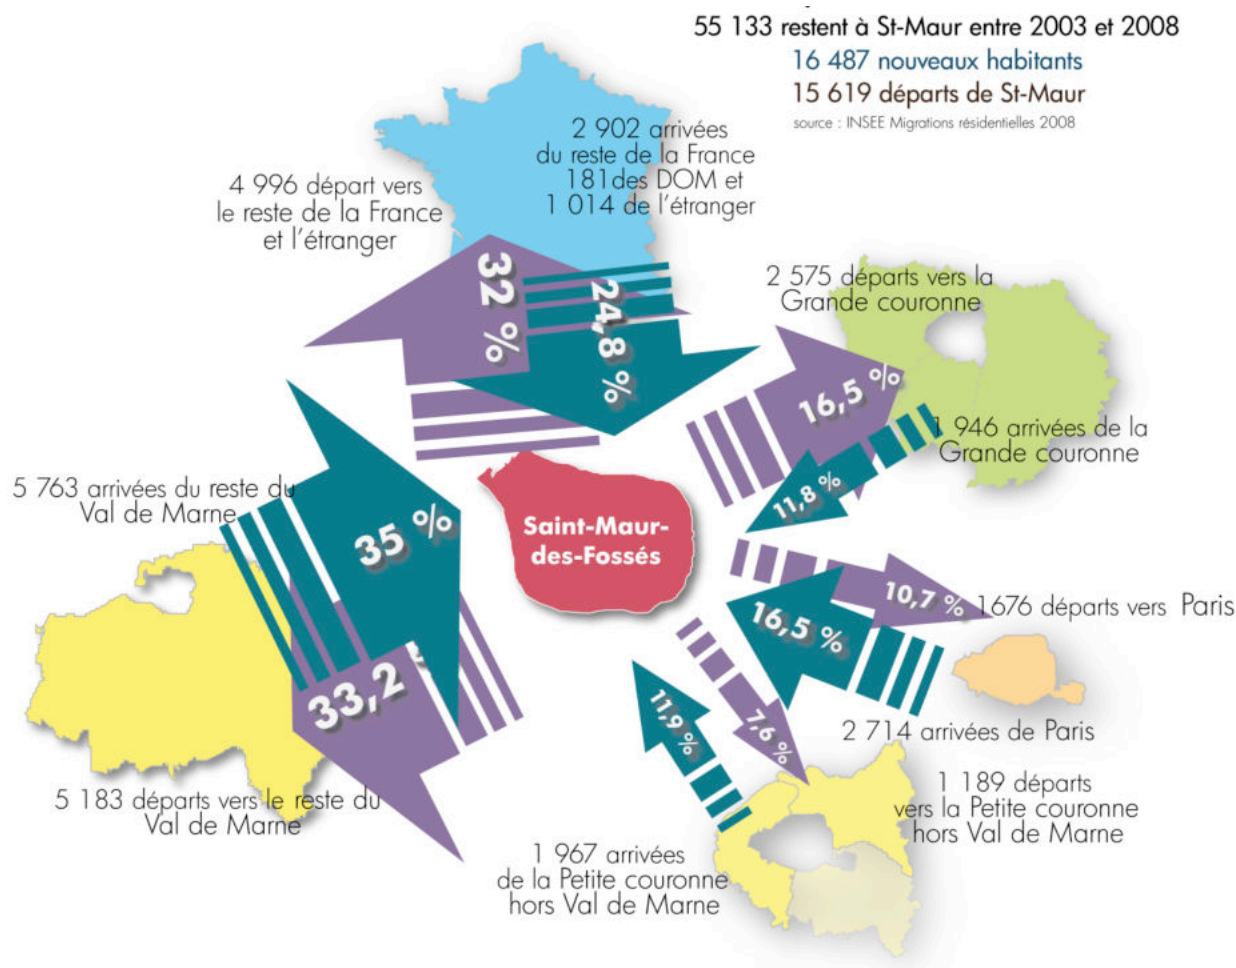 55 133 restent à St-Maur entre 2003 et 2008
16 487 nouveaux habitants
15 619 départs de St-Maur
source : INSEE Migrations résidentielles 2008
2 902 arrivées
du reste de la France
181des DOM et
1 014 de l'étranger
4 996 départ vers
le reste de la France
et l'étranger
32 %
24,8 %
2 575 départs vers la
Grande couronne
16,5 %
1 946 arrivées de la
Grande couronne
11,8 %
5 763 arrivées du reste du
Val de Marne
35 %
Saint-Maur-
des-Fossés
10,7 %
1676 départs vers Paris
16,5 %
2 714 arrivées de Paris
33,2
5 183 départs vers le reste du
Val de Marne
11,9 %
7,6 %
1 189 départs
vers la Petite couronne
hors Val de Marne
1 967 arrivées
de la Petite couronne
hors Val de Marne